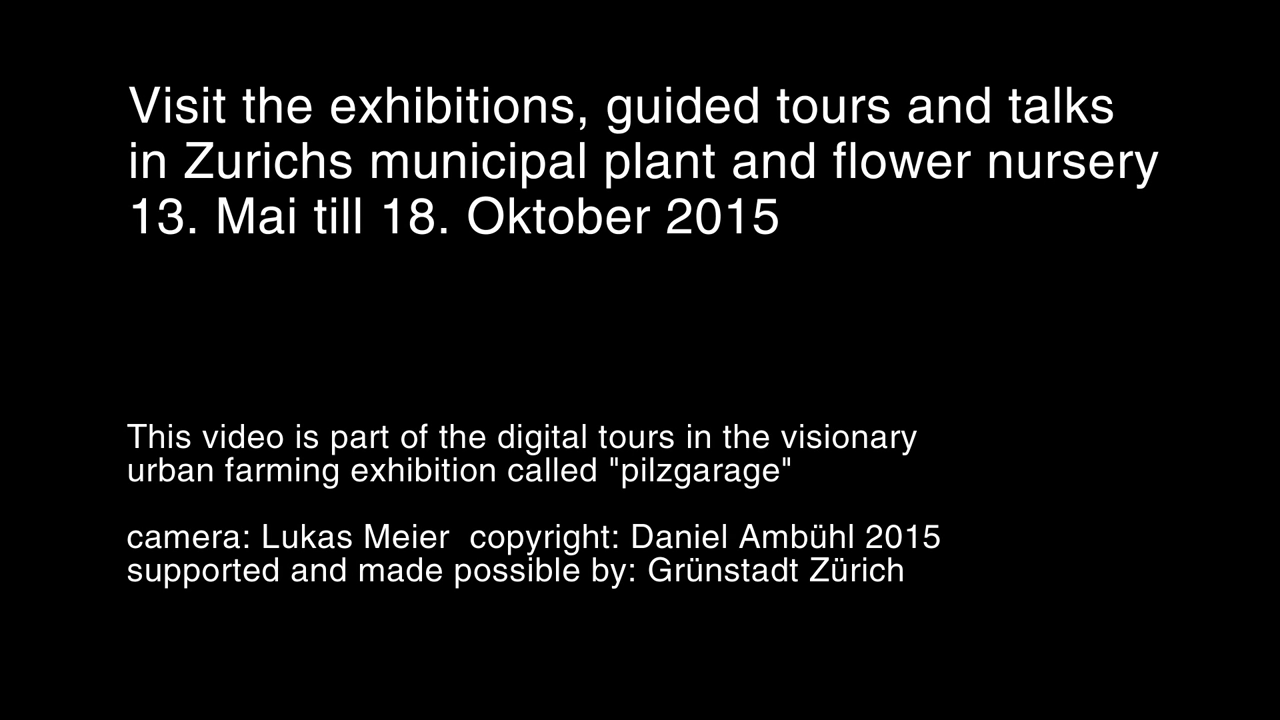 Visit the exhibitions, guided tours and talks
in Zurichs municipal plant and flower nursery
13. Mai till 18. Oktober 2015
This video is part of the digital tours in the visionary
urban farming exhibition called "pilzgarage"
camera: Lukas Meier  copyright: Daniel Ambühl 2015
supported and made possible by: Grünstadt Zürich